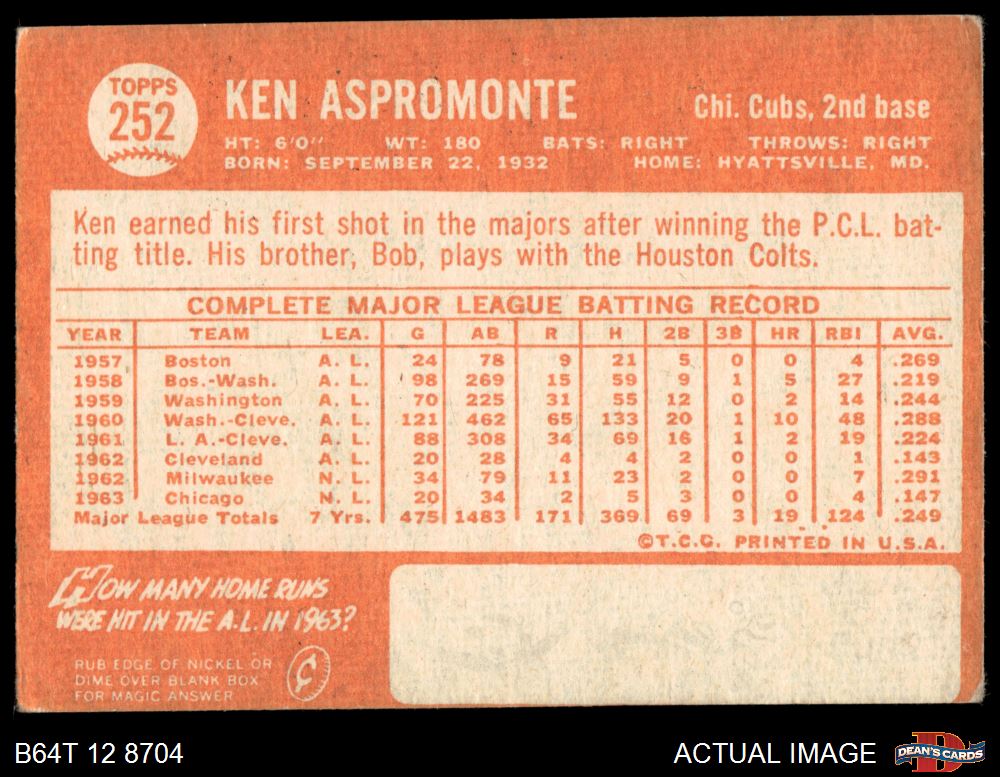 TOPPS
252
KEN ASPROMONTE
Chi. Cubs, 2nd base
HT: 6'0" WT: 180 BATS: RIGHT THROWS: RIGHT
BORN: SEPTEMBER 22, 1932 HOME: HYATTSVILLE, MD.
Ken earned his first shot in the majors after winning the P.C.L. bat-
ting title. His brother, Bob, plays with the Houston Colts.
COMPLETE MAJOR LEAGUE BATTING RECORD
YEAR TEAM LEA. G AB R H 2B 3B HR RBI AVG.
1957 Boston A. L. 24 78 9 21 5 0 0 4 .269
1958 Bos.-Wash. A. L. 98 269 15 59 9 1 5 27 .219
1959 Washington A. L. 70 225 31 55 12 0 2 14 .244
1960 Wash.-Cleve. A. L. 121 462 65 133 20 1 10 48 .288
1961 L. A.-Cleve. A. L. 88 308 34 69 16 1 2 19 .224
1962 Cleveland A. L. 20 28 4 4 2 0 0 1 .143
1962 Milwaukee N. L. 34 79 11 23 2 0 0 7 .291
1963 Chicago N. L. 20 34 2 5 3 0 0 4 .147
Major League Totals 7 Yrs. 475 1483 171 369 69 3 19 124 .249
©T.C.G. PRINTED IN U.S.A.
HOW MANY HOME RUNS
WERE HIT IN THE A.L. IN 1963?
RUB EDGE OF NICKEL OR
DIME OVER BLANK BOX
FOR MAGIC ANSWER
¢
B64T 12 8704
ACTUAL IMAGE
D
DEAN'S CARDS